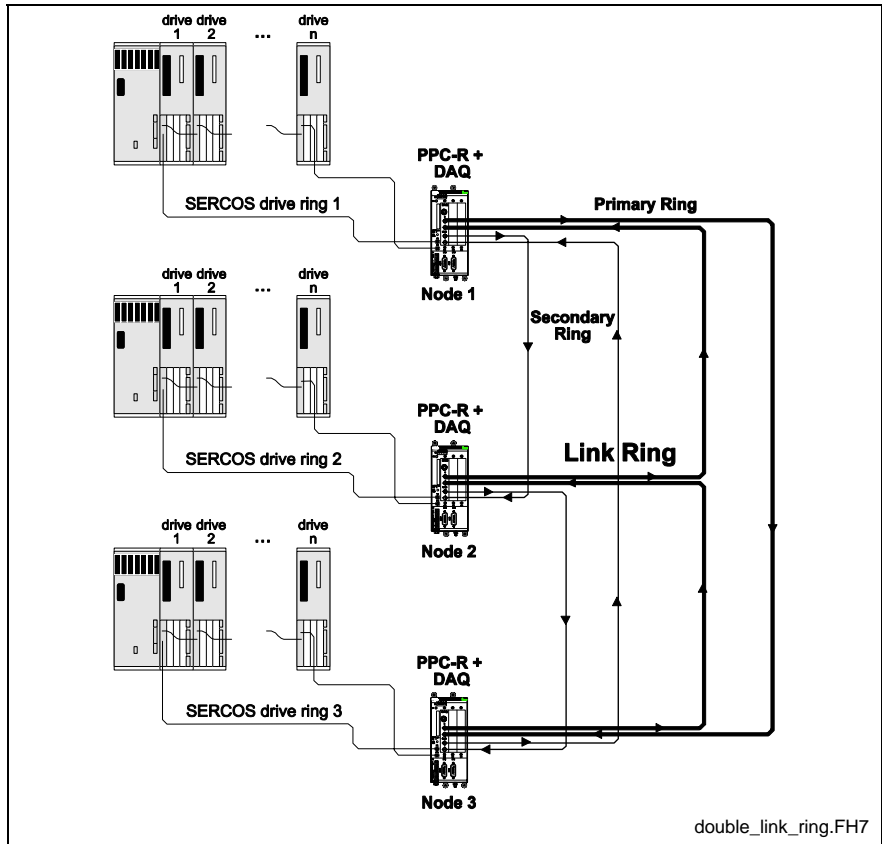 drive drive drive
1 2 ... n
PPC-R +
DAQ
SERCOS drive ring 1
Primary Ring
Node 1
drive drive drive
1 2 ... n
Secondary
Ring
PPC-R +
DAQ
Link Ring
SERCOS drive ring 2
Node 2
drive drive drive
1 2 ... n
PPC-R +
DAQ
SERCOS drive ring 3
Node 3
double_link_ring.FH7